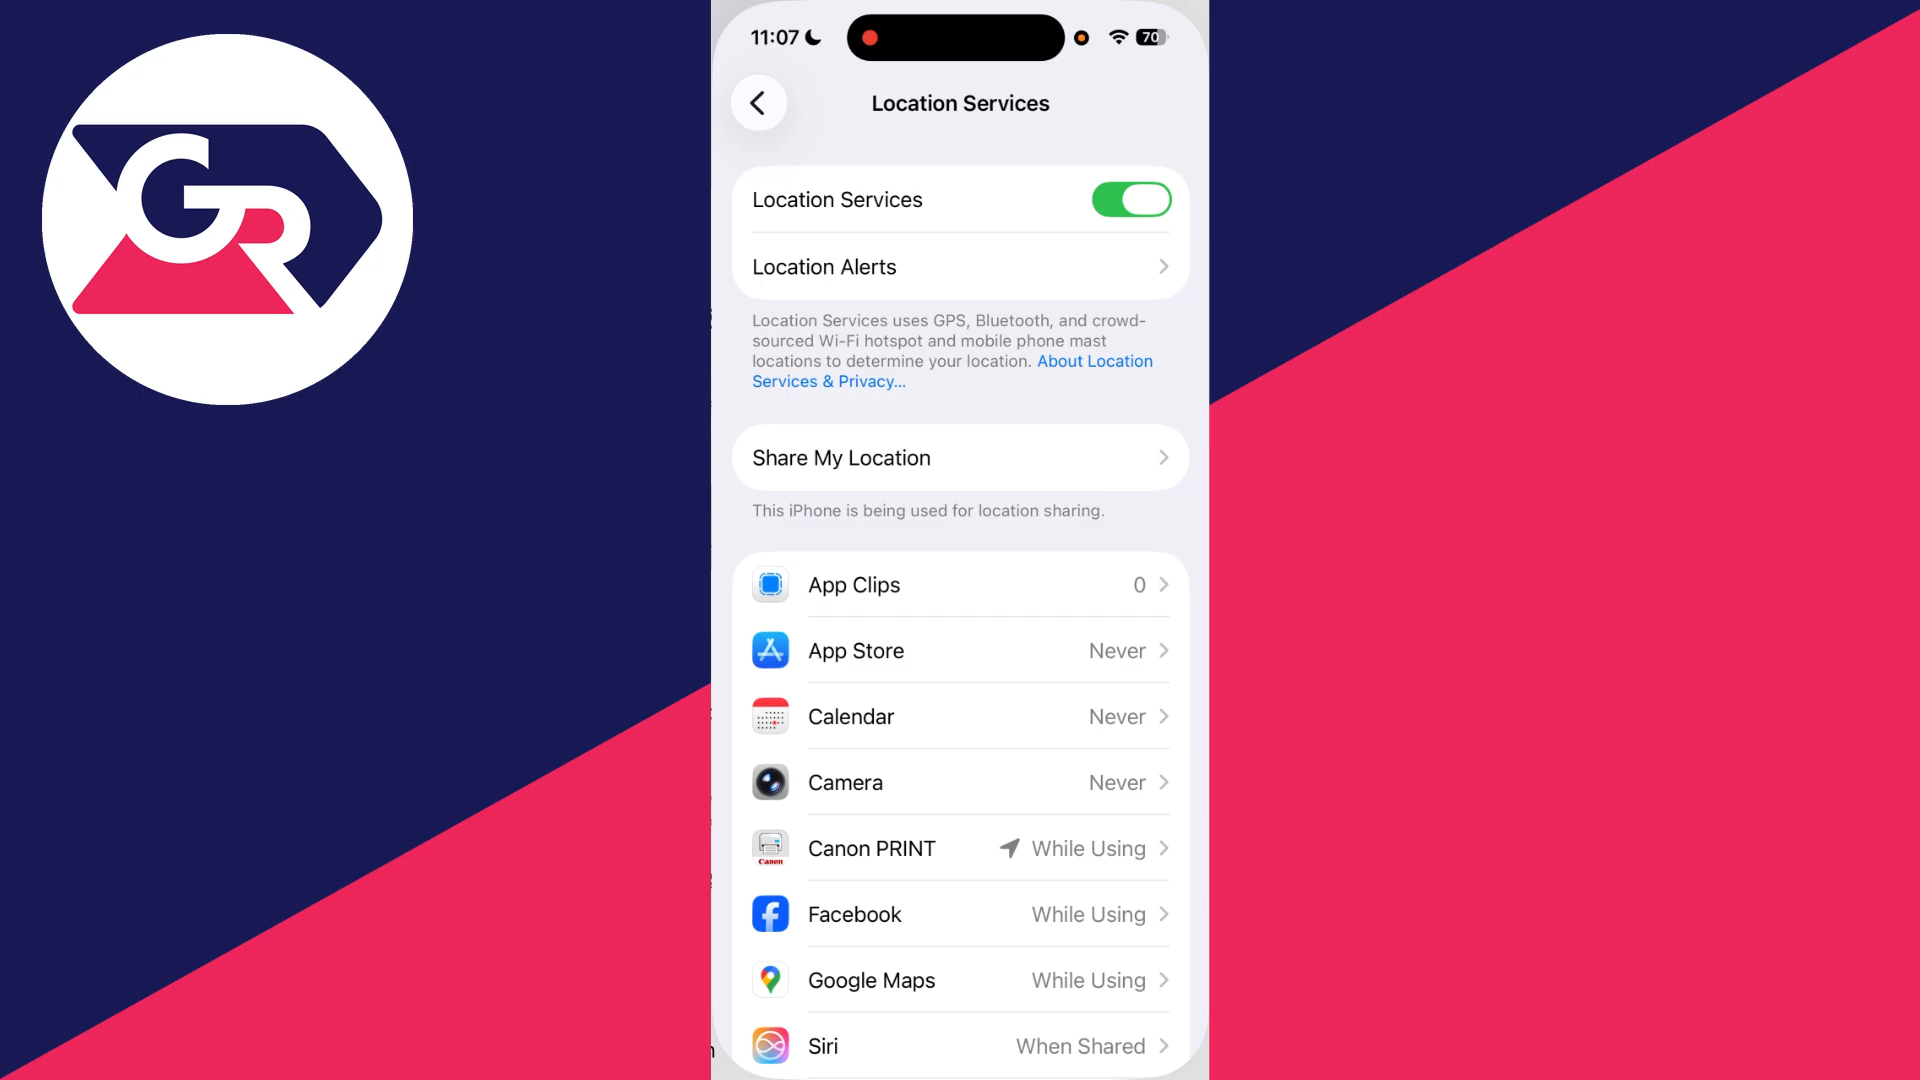 GR
11:07
70
Location Services
Location Services
Location Alerts
Location Services uses GPS, Bluetooth, and crowd-
sourced Wi-Fi hotspot and mobile phone mast
locations to determine your location. About Location
Services & Privacy...
Share My Location
This iPhone is being used for location sharing.
App Clips 0
App Store Never
Calendar Never
Camera Never
Canon
Canon PRINT While Using
Facebook While Using
Google Maps While Using
Siri When Shared